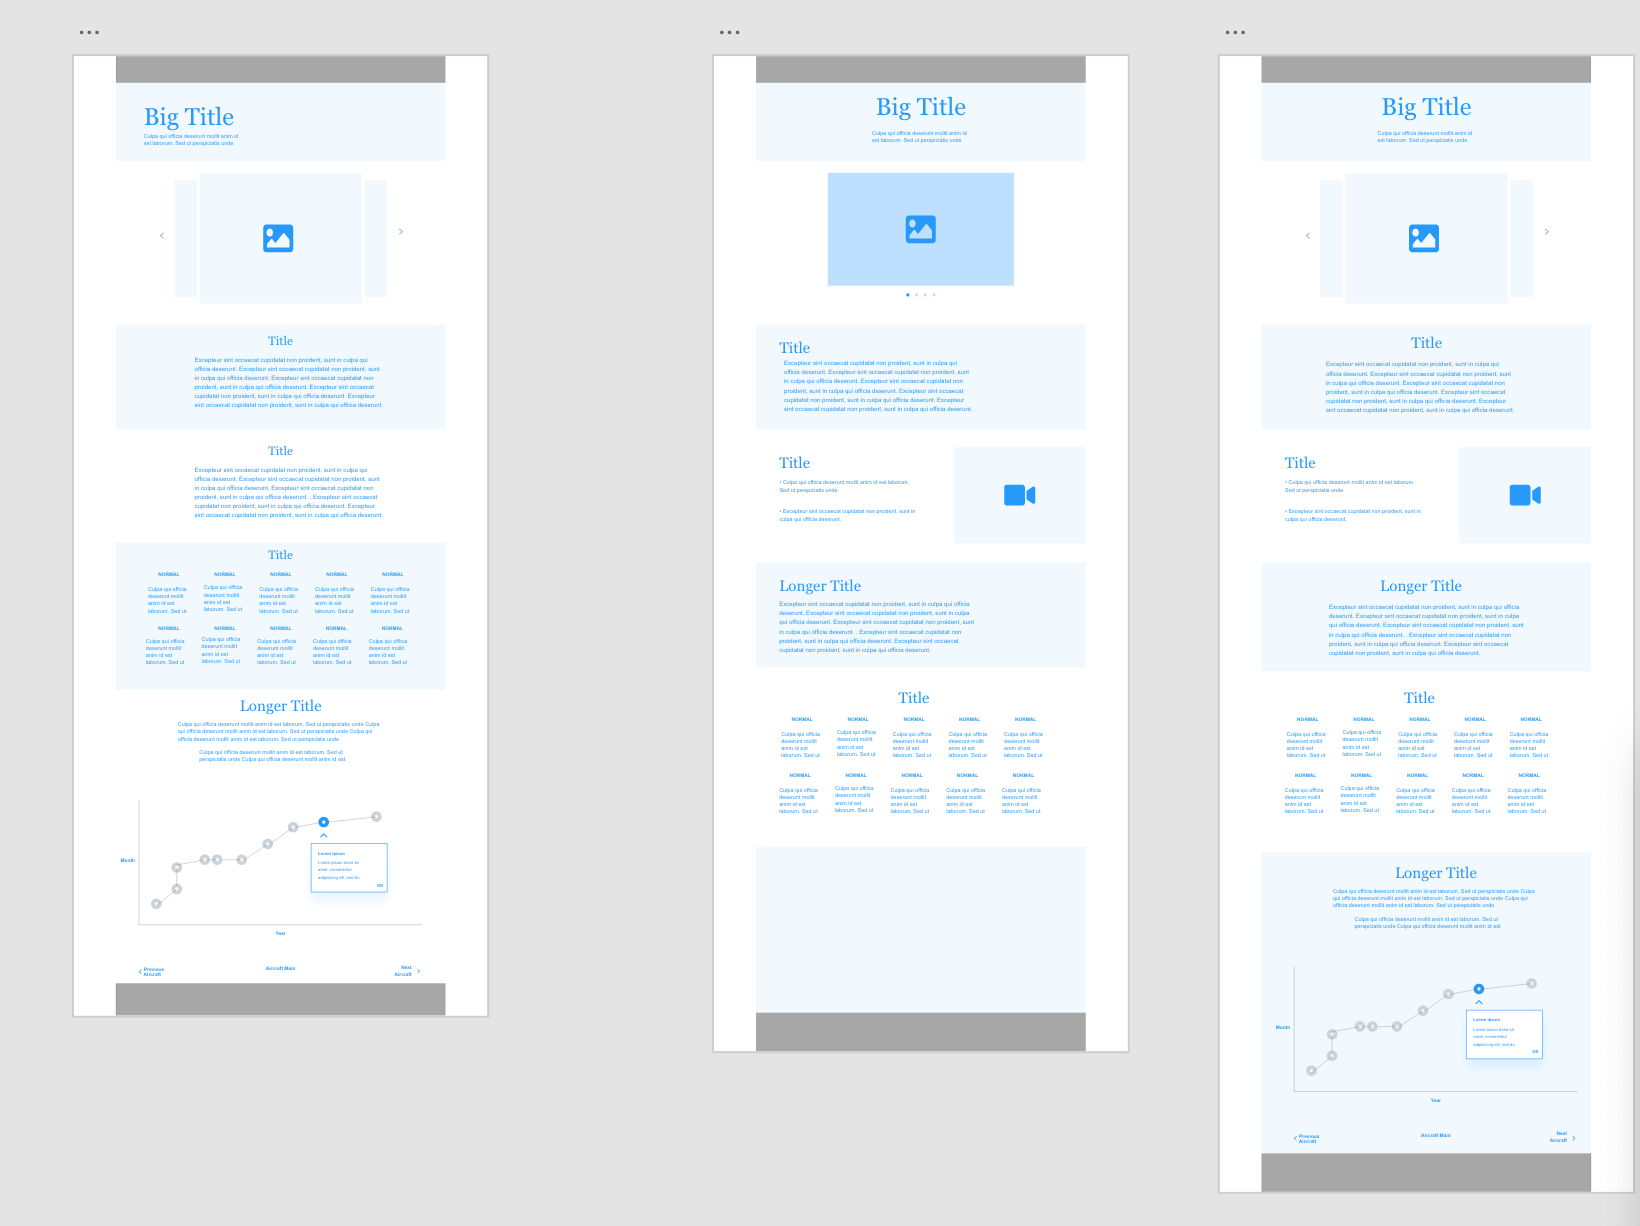 Big Title
Culpa qui officia deserunt mollit anim id
est laborum. Sed ut perspiciatis unde
Title
Excepteur sint occaecat cupidatat non proident, sunt in culpa qui
officia deserunt. Excepteur sint occaecat cupidatat non proident, sunt
in culpa qui officia deserunt. Excepteur sint occaecat cupidatat non
proident, sunt in culpa qui officia deserunt. Excepteur sint occaecat
cupidatat non proident, sunt in culpa qui officia deserunt. Excepteur
sint occaecat cupidatat non proident, sunt in culpa qui officia deserunt.
Title
Excepteur sint occaecat cupidatat non proident, sunt in culpa qui
officia deserunt. Excepteur sint occaecat cupidatat non proident, sunt
in culpa qui officia deserunt. Excepteur sint occaecat cupidatat non
proident, sunt in culpa qui officia deserunt. . Excepteur sint occaecat
cupidatat non proident, sunt in culpa qui officia deserunt. Excepteur
sint occaecat cupidatat non proident, sunt in culpa qui officia deserunt.
Title
NORMAL NORMAL NORMAL NORMAL NORMAL
Culpa qui officia Culpa qui officia Culpa qui officia Culpa qui officia Culpa qui officia
deserunt mollit deserunt mollit deserunt mollit deserunt mollit deserunt mollit
anim id est anim id est anim id est anim id est anim id est
laborum. Sed ut laborum. Sed ut laborum. Sed ut laborum. Sed ut laborum. Sed ut
NORMAL NORMAL NORMAL NORMAL NORMAL
Culpa qui officia Culpa qui officia Culpa qui officia Culpa qui officia Culpa qui officia
deserunt mollit deserunt mollit deserunt mollit deserunt mollit deserunt mollit
anim id est anim id est anim id est anim id est anim id est
laborum. Sed ut laborum. Sed ut laborum. Sed ut laborum. Sed ut laborum. Sed ut
Longer Title
Culpa qui officia deserunt mollit anim id est laborum. Sed ut perspiciatis unde Culpa
qui officia deserunt mollit anim id est laborum. Sed ut perspiciatis unde Culpa qui
officia deserunt mollit anim id est laborum. Sed ut perspiciatis unde
Culpa qui officia deserunt mollit anim id est laborum. Sed ut
perspiciatis unde Culpa qui officia deserunt mollit anim id est
Month
Lorem Ipsum
Lorem ipsum dolor sit
amet, consectetur
adipiscing elit, sed do
OK
Year
Previous
Aircraft
Aircraft Main
Next
Aircraft
Big Title
Culpa qui officia deserunt mollit anim id
est laborum. Sed ut perspiciatis unde
Title
Excepteur sint occaecat cupidatat non proident, sunt in culpa qui
officia deserunt. Excepteur sint occaecat cupidatat non proident, sunt
in culpa qui officia deserunt. Excepteur sint occaecat cupidatat non
proident, sunt in culpa qui officia deserunt. Excepteur sint occaecat
cupidatat non proident, sunt in culpa qui officia deserunt. Excepteur
sint occaecat cupidatat non proident, sunt in culpa qui officia deserunt.
Title
• Culpa qui officia deserunt mollit anim id est laborum.
Sed ut perspiciatis unde
• Excepteur sint occaecat cupidatat non proident, sunt in
culpa qui officia deserunt.
Longer Title
Excepteur sint occaecat cupidatat non proident, sunt in culpa qui officia
deserunt. Excepteur sint occaecat cupidatat non proident, sunt in culpa
qui officia deserunt. Excepteur sint occaecat cupidatat non proident, sunt
in culpa qui officia deserunt. . Excepteur sint occaecat cupidatat non
proident, sunt in culpa qui officia deserunt. Excepteur sint occaecat
cupidatat non proident, sunt in culpa qui officia deserunt.
Title
NORMAL NORMAL NORMAL NORMAL NORMAL
Culpa qui officia Culpa qui officia Culpa qui officia Culpa qui officia Culpa qui officia
deserunt mollit deserunt mollit deserunt mollit deserunt mollit deserunt mollit
anim id est anim id est anim id est anim id est anim id est
laborum. Sed ut laborum. Sed ut laborum. Sed ut laborum. Sed ut laborum. Sed ut
NORMAL NORMAL NORMAL NORMAL NORMAL
Culpa qui officia Culpa qui officia Culpa qui officia Culpa qui officia Culpa qui officia
deserunt mollit deserunt mollit deserunt mollit deserunt mollit deserunt mollit
anim id est anim id est anim id est anim id est anim id est
laborum. Sed ut laborum. Sed ut laborum. Sed ut laborum. Sed ut laborum. Sed ut
Big Title
Culpa qui officia deserunt mollit anim id
est laborum. Sed ut perspiciatis unde
Title
Excepteur sint occaecat cupidatat non proident, sunt in culpa qui
officia deserunt. Excepteur sint occaecat cupidatat non proident, sunt
in culpa qui officia deserunt. Excepteur sint occaecat cupidatat non
proident, sunt in culpa qui officia deserunt. Excepteur sint occaecat
cupidatat non proident, sunt in culpa qui officia deserunt. Excepteur
sint occaecat cupidatat non proident, sunt in culpa qui officia deserunt.
Title
• Culpa qui officia deserunt mollit anim id est laborum.
Sed ut perspiciatis unde
• Excepteur sint occaecat cupidatat non proident, sunt in
culpa qui officia deserunt.
Longer Title
Excepteur sint occaecat cupidatat non proident, sunt in culpa qui officia
deserunt. Excepteur sint occaecat cupidatat non proident, sunt in culpa
qui officia deserunt. Excepteur sint occaecat cupidatat non proident, sunt
in culpa qui officia deserunt. . Excepteur sint occaecat cupidatat non
proident, sunt in culpa qui officia deserunt. Excepteur sint occaecat
cupidatat non proident, sunt in culpa qui officia deserunt.
Title
NORMAL NORMAL NORMAL NORMAL NORMAL
Culpa qui officia Culpa qui officia Culpa qui officia Culpa qui officia Culpa qui officia
deserunt mollit deserunt mollit deserunt mollit deserunt mollit deserunt mollit
anim id est anim id est anim id est anim id est anim id est
laborum. Sed ut laborum. Sed ut laborum. Sed ut laborum. Sed ut laborum. Sed ut
NORMAL NORMAL NORMAL NORMAL NORMAL
Culpa qui officia Culpa qui officia Culpa qui officia Culpa qui officia Culpa qui officia
deserunt mollit deserunt mollit deserunt mollit deserunt mollit deserunt mollit
anim id est anim id est anim id est anim id est anim id est
laborum. Sed ut laborum. Sed ut laborum. Sed ut laborum. Sed ut laborum. Sed ut
Longer Title
Culpa qui officia deserunt mollit anim id est laborum. Sed ut perspiciatis unde Culpa
qui officia deserunt mollit anim id est laborum. Sed ut perspiciatis unde Culpa qui
officia deserunt mollit anim id est laborum. Sed ut perspiciatis unde
Culpa qui officia deserunt mollit anim id est laborum. Sed ut
perspiciatis unde Culpa qui officia deserunt mollit anim id est
Month
Lorem Ipsum
Lorem ipsum dolor sit
amet, consectetur
adipiscing elit, sed do
OK
Year
Previous
Aircraft
Aircraft Main
Next
Aircraft